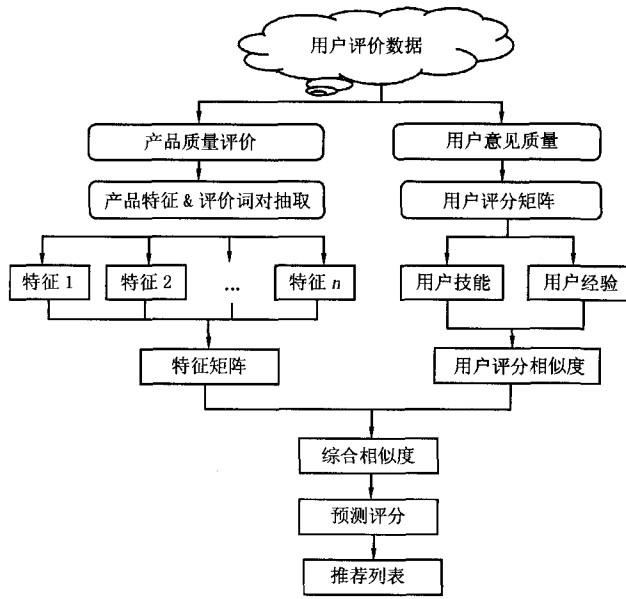 用户评价数据
产品质量评价
用户意见质量
产品特征 & 评价词对抽取
用户评分矩阵
特征 1
特征 2
...
特征 n
用户技能
用户经验
特征矩阵
用户评分相似度
综合相似度
预测评分
推荐列表